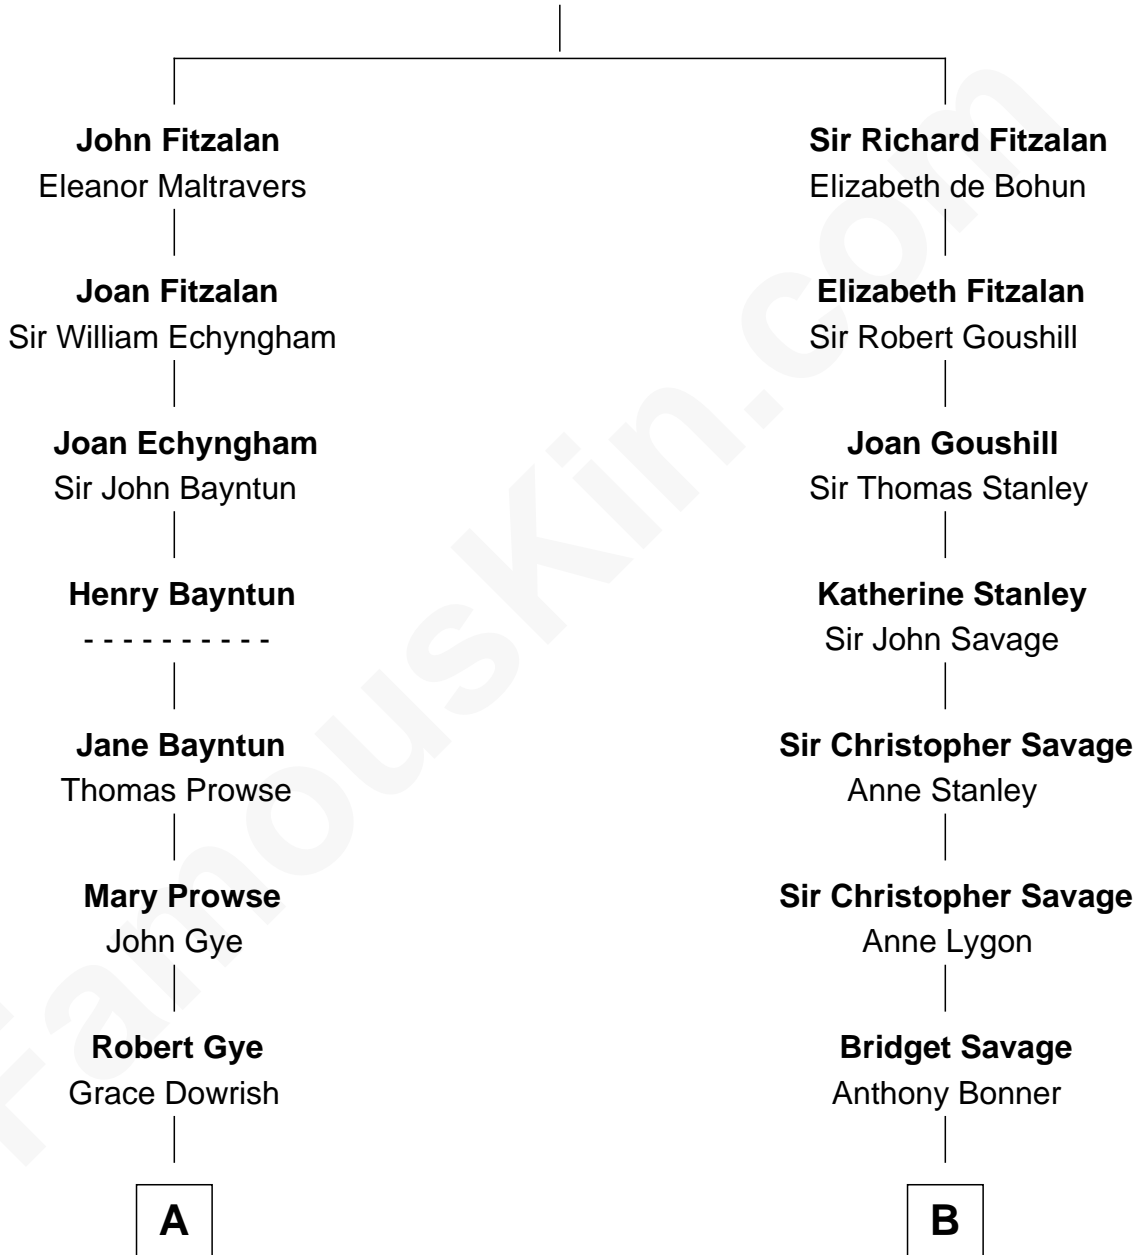 John Fitzalan
Eleanor Maltravers
Joan Fitzalan
Sir William Echyngham
Joan Echyngham
Sir John Bayntun
Henry Bayntun
- - - - - - - - - -
Jane Bayntun
Thomas Prowse
Mary Prowse
John Gye
Robert Gye
Grace Dowrish
A
Sir Richard Fitzalan
Elizabeth de Bohun
Elizabeth Fitzalan
Sir Robert Goushill
Joan Goushill
Sir Thomas Stanley
Katherine Stanley
Sir John Savage
Sir Christopher Savage
Anne Stanley
Sir Christopher Savage
Anne Lygon
Bridget Savage
Anthony Bonner
B
FamousKin.com